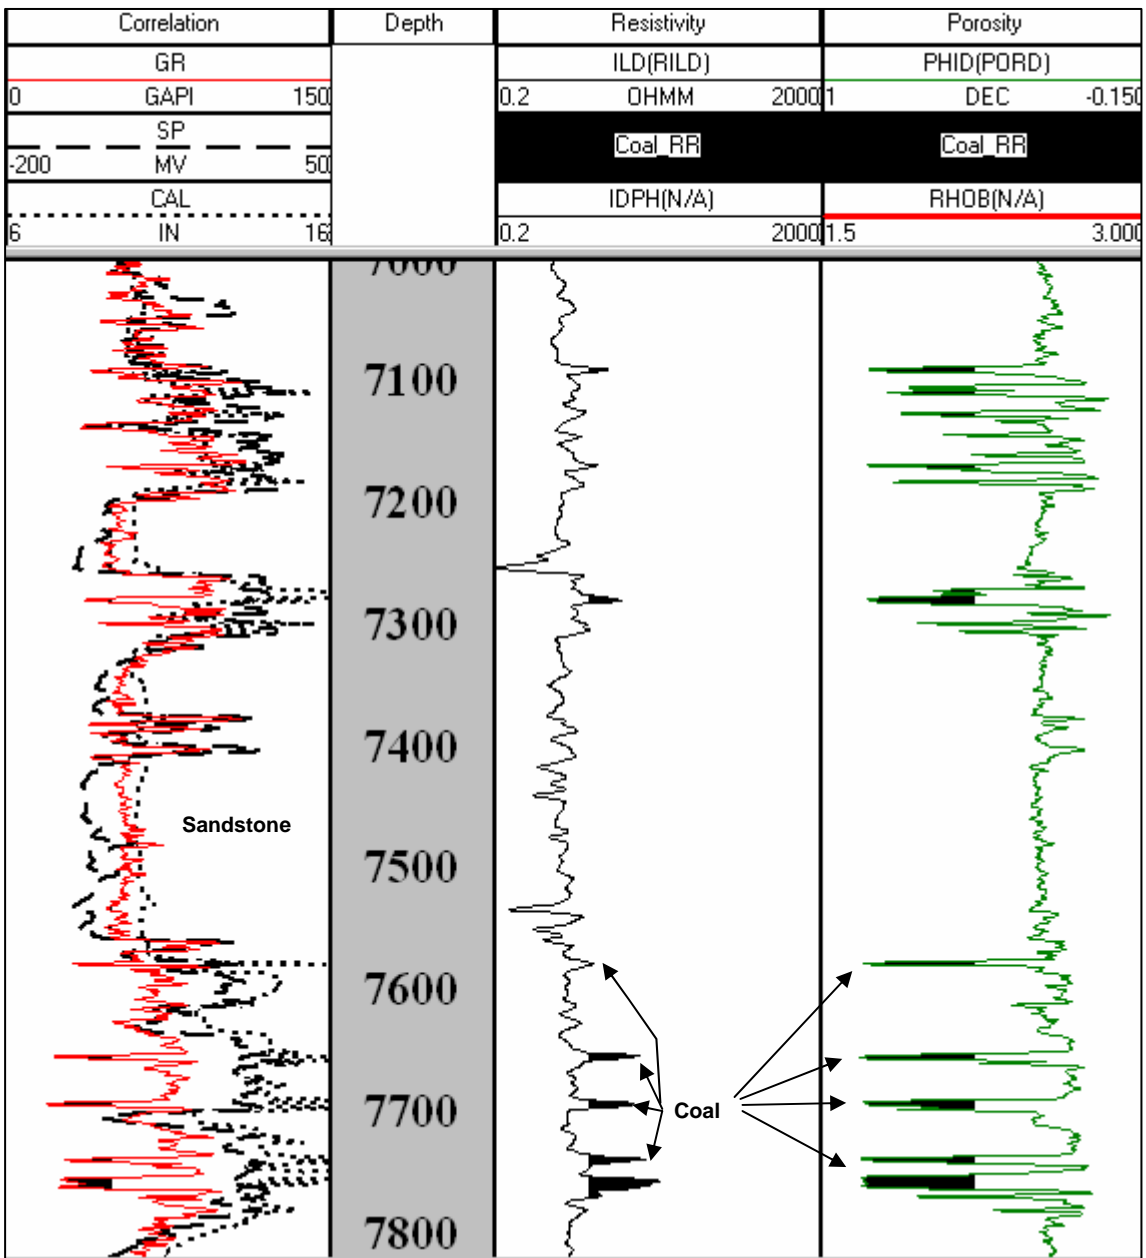 Correlation Depth Resistivity Porosity
GR ILD(RILD) PHID(PORD)
0 GAPI 150 0.2 OHMM 2000 1 DEC -0.150
SP Coal_RR Coal_RR
-200 MV 50
CAL IDPH(N/A) RHOB(N/A)
6 IN 16 0.2 2000 1.5 3.000
7000
7100
7200
7300
7400
Sandstone
7500
7600
7700
Coal
7800